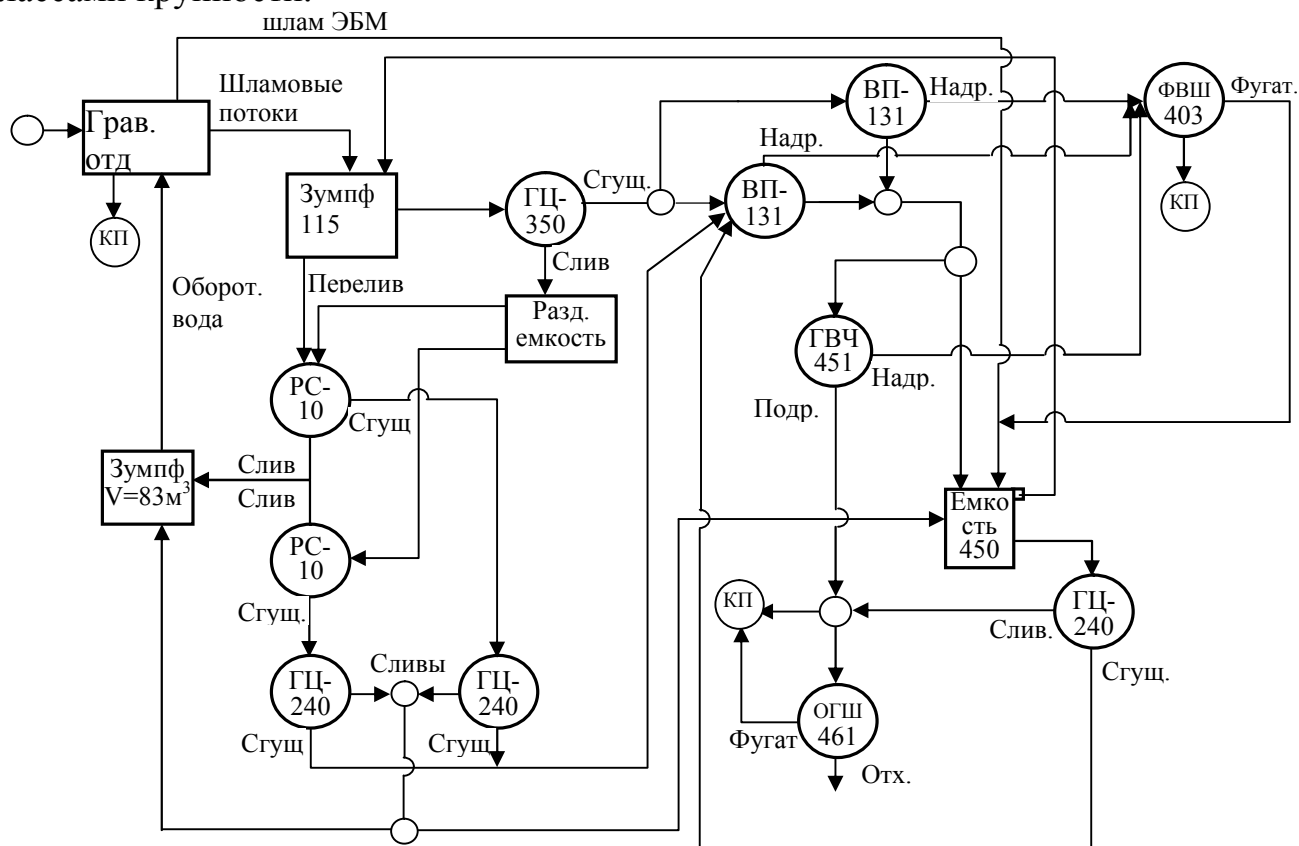 лассами крупности.
шлам ЭБМ
Шламовые
потоки
Грав.
отд
КП
Зумпф
115
ГЦ-
350
Сгущ.
Слив
Перелив
Разд.
емкость
Оборот.
вода
ВП-
131
Надр.
ВП-
131
Надр.
ФВШ
403
Фугат.
КП
ГВЧ
451
Надр.
Подр.
РС-
10
Сгущ
Слив
Слив
Зумпф
V=83м³
РС-
10
Сгущ.
Емко
сть
450
ГЦ-
240
Слив.
Сгущ.
КП
Сливы
ГЦ-
240
ГЦ-
240
Сгущ
Сгущ
ОГШ
461
Фугат
Отх.